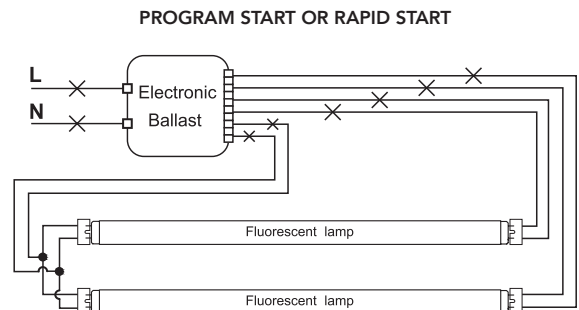 PROGRAM START OR RAPID START
L
Electronic
N
Ballast
Fluorescent lamp
Fluorescent lamp